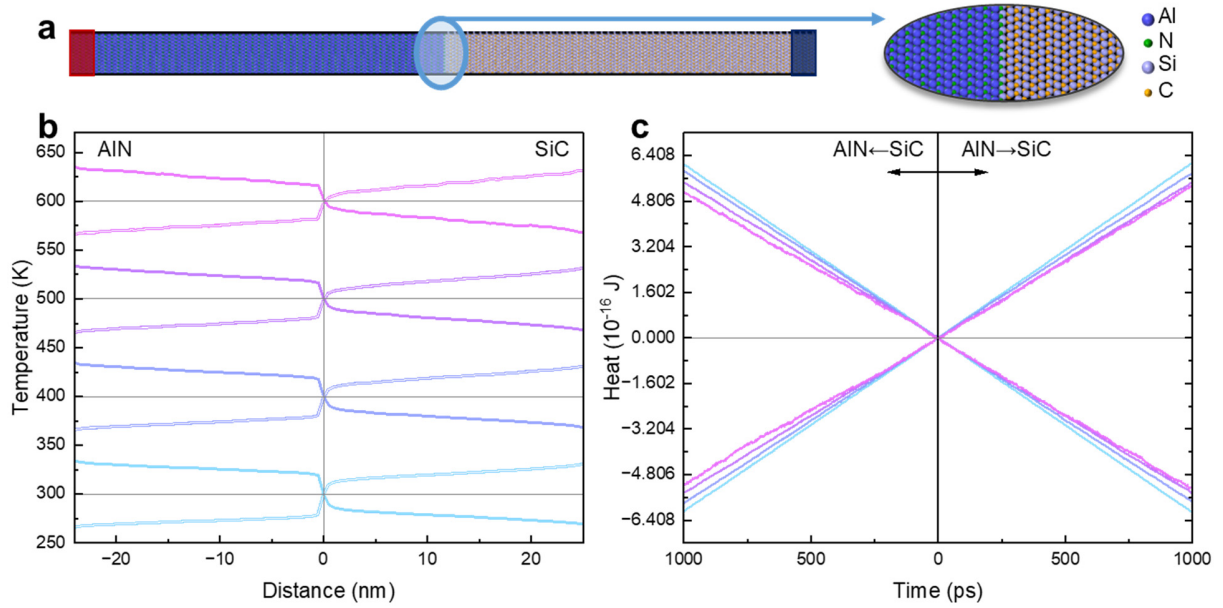 a
Al
N
Si
C
b
AlN
SiC
650
600
550
500
450
400
350
300
250
Temperature (K)
−20
−10
0
10
20
Distance (nm)
c
AlN←SiC
AlN→SiC
6.408
4.806
3.204
1.602
0.000
−1.602
−3.204
−4.806
−6.408
Heat (10⁻¹⁶ J)
1000
500
0
500
1000
Time (ps)